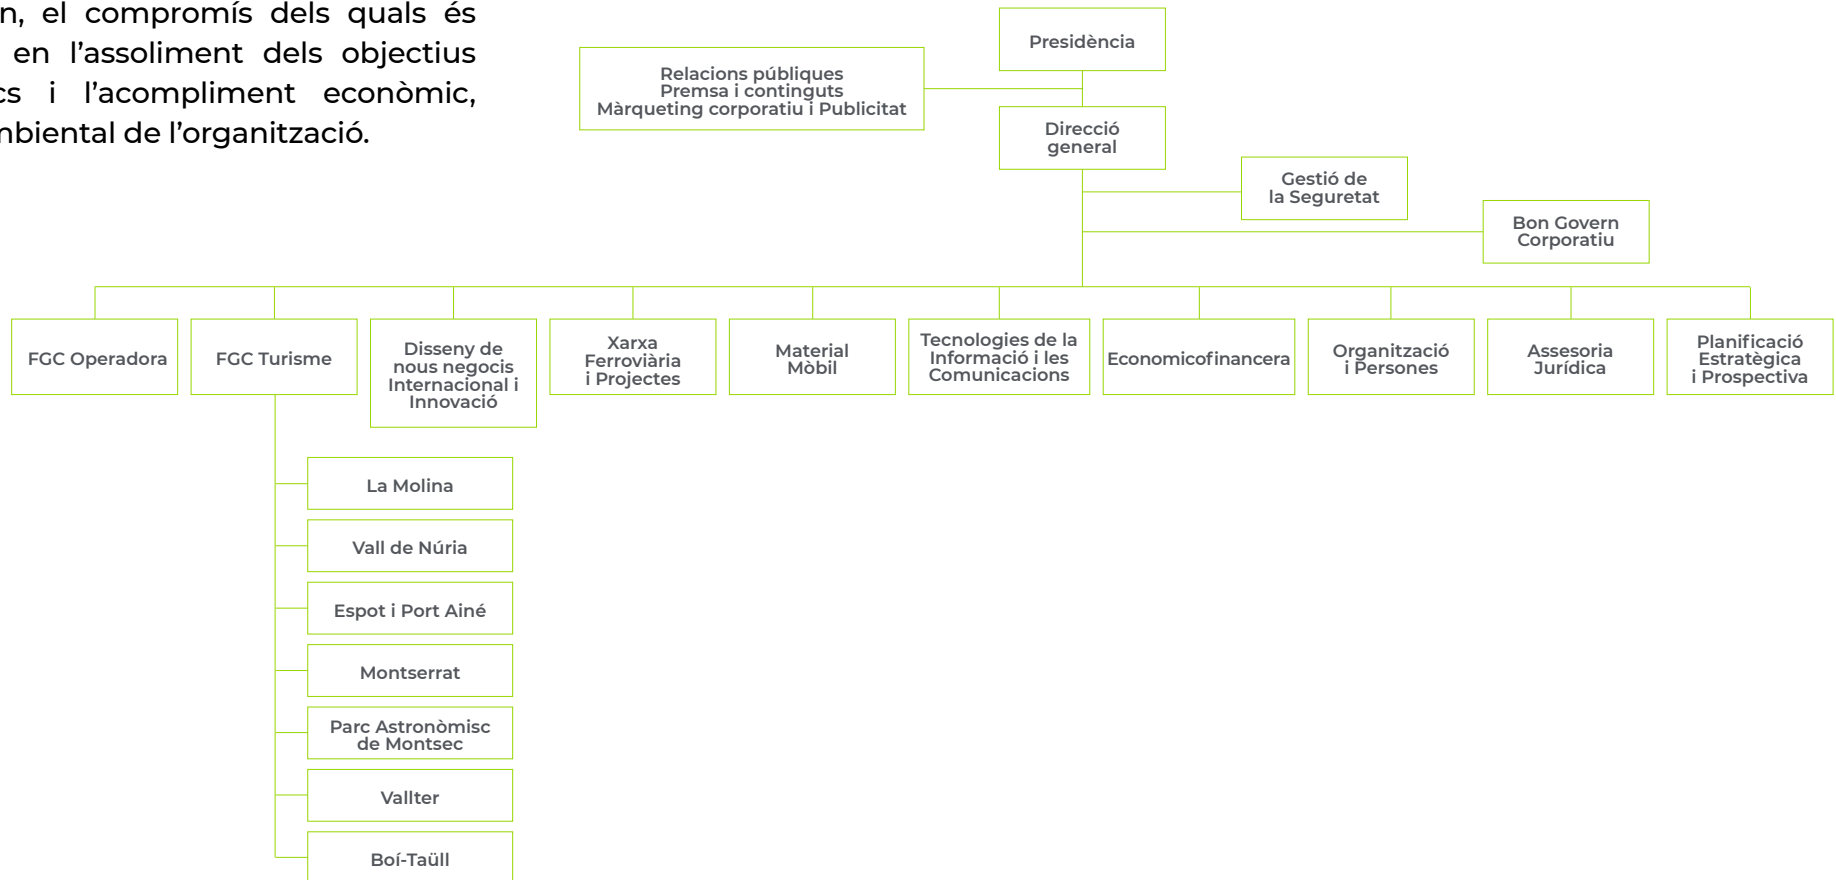 el compromís dels quals és
en l’assoliment dels objectius
i l’acompliment econòmic,
de l’organització.
Presidència
Relacions públiques
Premsa i continguts
Màrqueting corporatiu i Publicitat
Direcció
general
Gestió de
la Seguretat
Bon Govern
Corporatiu
FGC Operadora
FGC Turisme
Disseny de
nous negocis
Internacional i
Innovació
Xarxa
Ferroviària
i Projectes
Material
Mòbil
Tecnologies de la
Informació i les
Comunicacions
Economicofinancera
Organització
i Persones
Assesoria
Jurídica
Planificació
Estratègica
i Prospectiva
La Molina
Vall de Núria
Espot i Port Ainé
Montserrat
Parc Astronòmisc
de Montsec
Vallter
Boí-Taüll